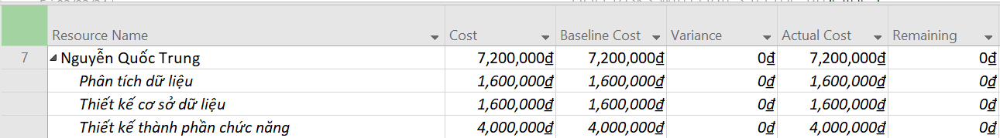 Resource Name Cost Baseline Cost Variance Actual Cost Remaining
7 Nguyễn Quốc Trung 7,200,000₫ 7,200,000₫ 0₫ 7,200,000₫ 0₫
Phân tích dữ liệu 1,600,000₫ 1,600,000₫ 0₫ 1,600,000₫ 0₫
Thiết kế cơ sở dữ liệu 1,600,000₫ 1,600,000₫ 0₫ 1,600,000₫ 0₫
Thiết kế thành phần chức năng 4,000,000₫ 4,000,000₫ 0₫ 4,000,000₫ 0₫